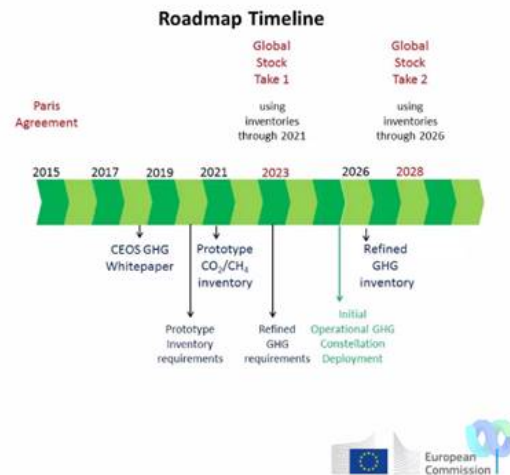 Roadmap Timeline
Global
Stock
Take 1
Global
Stock
Take 2
Paris
Agreement
using
inventories
through 2021
using
inventories
through 2026
2015 2017 2019 2021 2023 2026 2028
CEOS GHG
Whitepaper
Prototype
CO₂/CH₄
inventory
Refined
GHG
inventory
Prototype
Inventory
requirements
Refined
GHG
requirements
Initial
Operational GHG
Constellation
Deployment
European
Commission